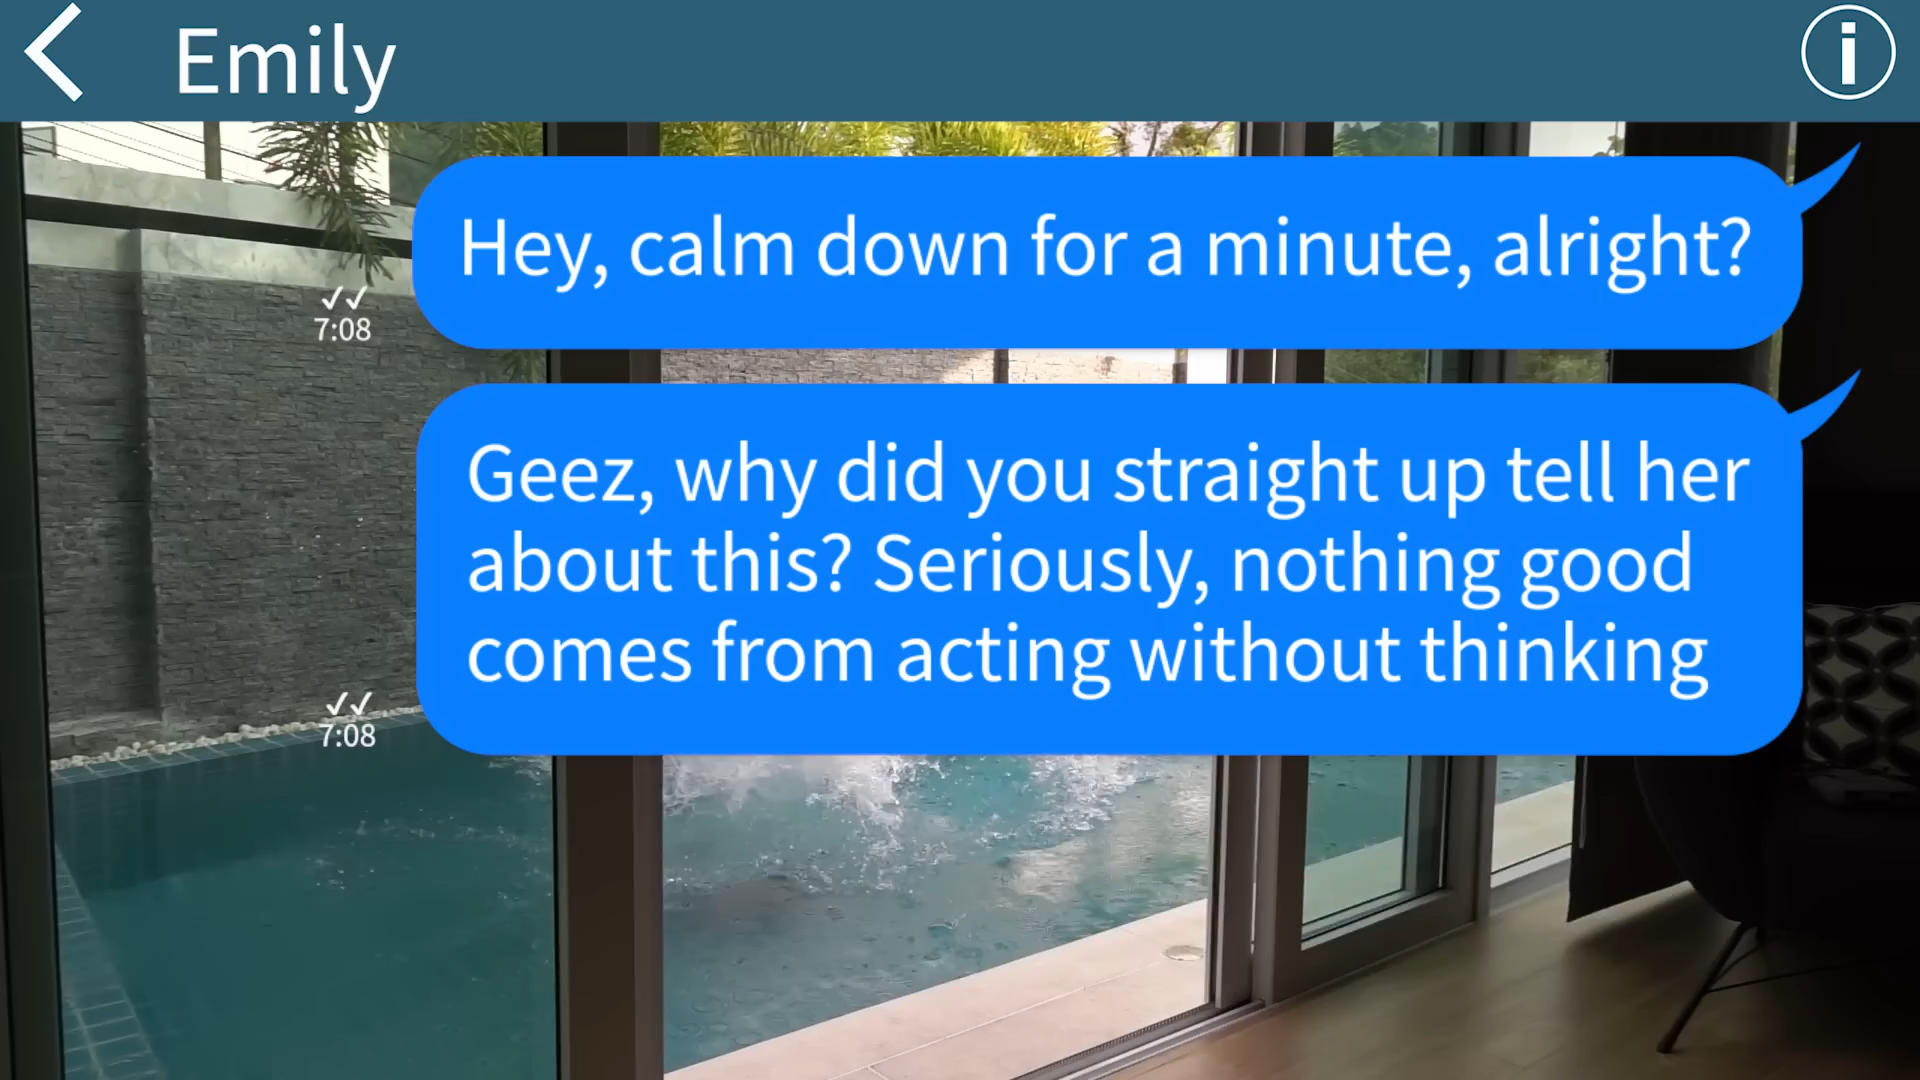 Emily
Hey, calm down for a minute, alright?
7:08
Geez, why did you straight up tell her
about this? Seriously, nothing good
comes from acting without thinking
7:08